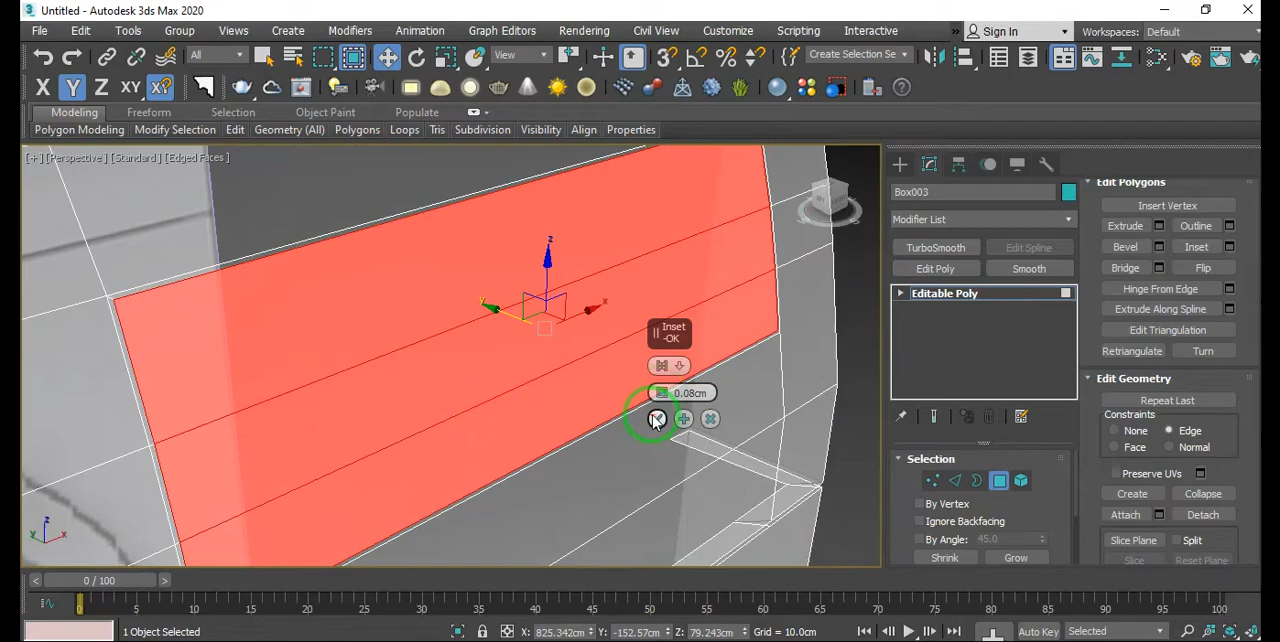 Untitled - Autodesk 3ds Max 2020
File Edit Tools Group Views Create Modifiers Animation Graph Editors Rendering Civil View Customize Scripting Interactive » Sign In Workspaces: Default
All View Create Selection Se
X Y Z XY
Modeling Freeform Selection Object Paint Populate
Polygon Modeling Modify Selection Edit Geometry (All) Polygons Loops Tris Subdivision Visibility Align Properties
[+] [Perspective] [Standard] [Edged Faces]
Box003
Modifier List
TurboSmooth Edit Spline
Edit Poly Smooth
Editable Poly
Edit Polygons
Insert Vertex
Extrude Outline
Bevel Inset
Bridge Flip
Hinge From Edge
Extrude Along Spline
Edit Triangulation
Retriangulate Turn
Edit Geometry
Repeat Last
Constraints
None Edge
Face Normal
Preserve UVs
Create Collapse
Attach Detach
Slice Plane Split
Slice Reset Plane
Selection
By Vertex
Ignore Backfacing
By Angle: 45.0
Shrink Grow
z
y
x
Inset
-OK
0.08cm
z
y
x
< 0 / 100 >
0 5 10 15 20 25 30 35 40 45 50 55 60 65 70 75 80 85 90 95 100
1 Object Selected X: 825.342cm Y: -152.57cm Z: 79.243cm Grid = 10.0cm Auto Key Selected